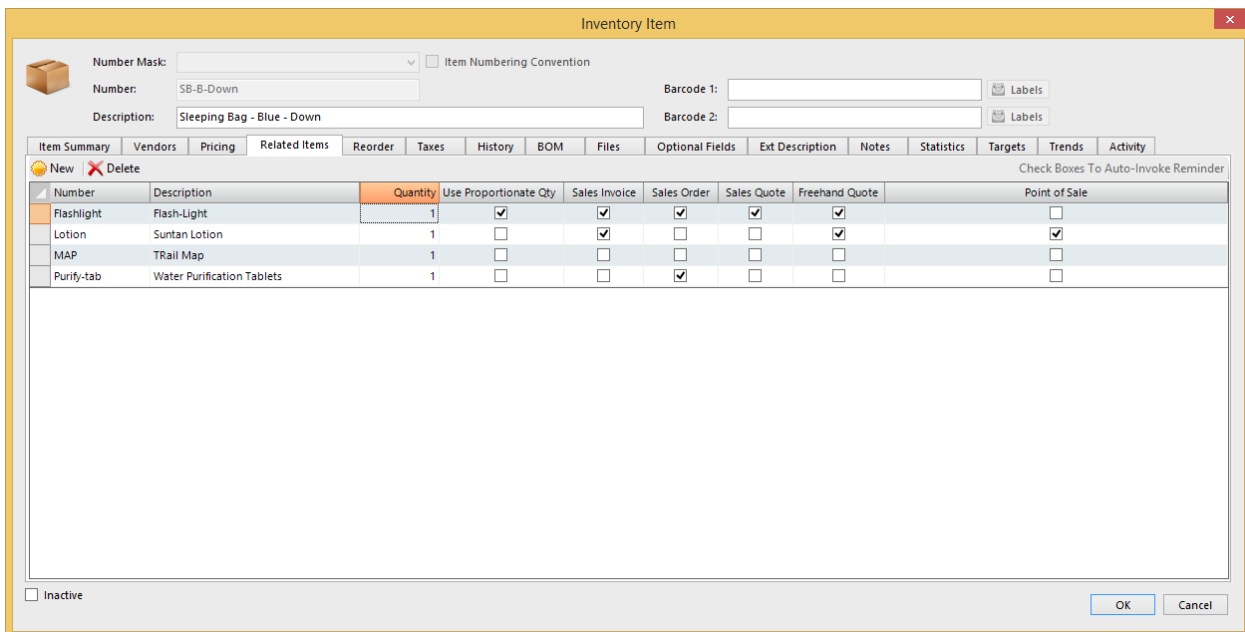 Inventory Item
Number Mask: Item Numbering Convention
Number: SB-B-Down Barcode 1: Labels
Description: Sleeping Bag - Blue - Down Barcode 2: Labels
Item Summary Vendors Pricing Related Items Reorder Taxes History BOM Files Optional Fields Ext Description Notes Statistics Targets Trends Activity
New Delete Check Boxes To Auto-Invoke Reminder
Number Description Quantity Use Proportionate Qty Sales Invoice Sales Order Sales Quote Freehand Quote Point of Sale
Flashlight Flash-Light 1
Lotion Suntan Lotion 1
MAP TRail Map 1
Purify-tab Water Purification Tablets 1
Inactive
OK Cancel